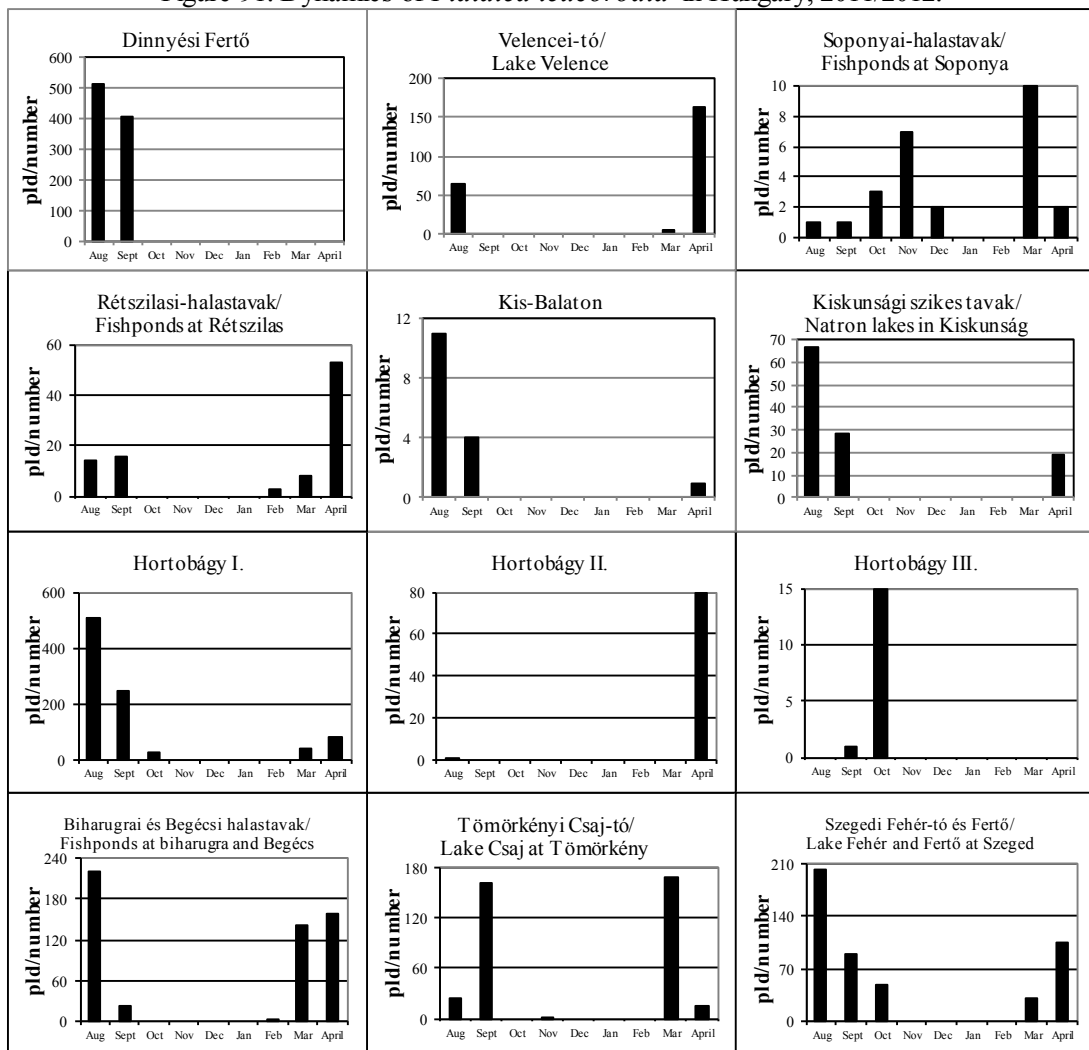 Figure 91. Dynamics of Platalea leucorodia in Hungary, 2011/2012.
Dinnyési Fertő
pld/number
600
500
400
300
200
100
0
Aug Sept Oct Nov Dec Jan Feb Mar April
Velencei-tó/
Lake Velence
pld/number
200
150
100
50
0
Aug Sept Oct Nov Dec Jan Feb Mar April
Soponyai-halastavak/
Fishponds at Soponya
pld/number
10
8
6
4
2
0
Aug Sept Oct Nov Dec Jan Feb Mar April
Rétszilasi-halastavak/
Fishponds at Rétszilas
pld/number
60
40
20
0
Aug Sept Oct Nov Dec Jan Feb Mar April
Kis-Balaton
pld/number
12
8
4
0
Aug Sept Oct Nov Dec Jan Feb Mar April
Kiskunsági szikes tavak/
Natron lakes in Kiskunság
pld/number
70
60
50
40
30
20
10
0
Aug Sept Oct Nov Dec Jan Feb Mar April
Hortobágy I.
pld/number
600
400
200
0
Aug Sept Oct Nov Dec Jan Feb Mar April
Hortobágy II.
pld/number
80
60
40
20
0
Aug Sept Oct Nov Dec Jan Feb Mar April
Hortobágy III.
pld/number
15
10
5
0
Aug Sept Oct Nov Dec Jan Feb Mar April
Biharugrai és Begécsi halastavak/
Fishponds at biharugra and Begécs
pld/number
240
180
120
60
0
Aug Sept Oct Nov Dec Jan Feb Mar April
Tömörkényi Csaj-tó/
Lake Csaj at Tömörkény
pld/number
180
120
60
0
Aug Sept Oct Nov Dec Jan Feb Mar April
Szegedi Fehér-tó és Fertő/
Lake Fehér and Fertő at Szeged
pld/number
210
140
70
0
Aug Sept Oct Nov Dec Jan Feb Mar April